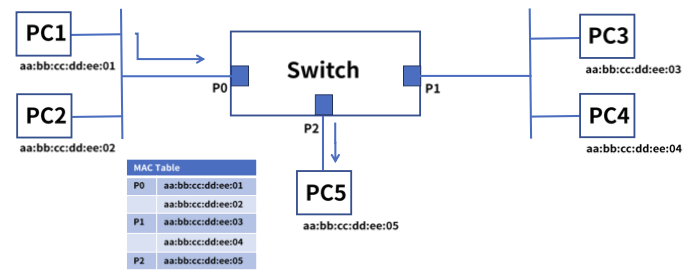 PC1
aa:bb:cc:dd:ee:01
PC2
aa:bb:cc:dd:ee:02
Switch
P0
P1
P2
PC3
aa:bb:cc:dd:ee:03
PC4
aa:bb:cc:dd:ee:04
PC5
aa:bb:cc:dd:ee:05
MAC Table
P0 aa:bb:cc:dd:ee:01
aa:bb:cc:dd:ee:02
P1 aa:bb:cc:dd:ee:03
aa:bb:cc:dd:ee:04
P2 aa:bb:cc:dd:ee:05